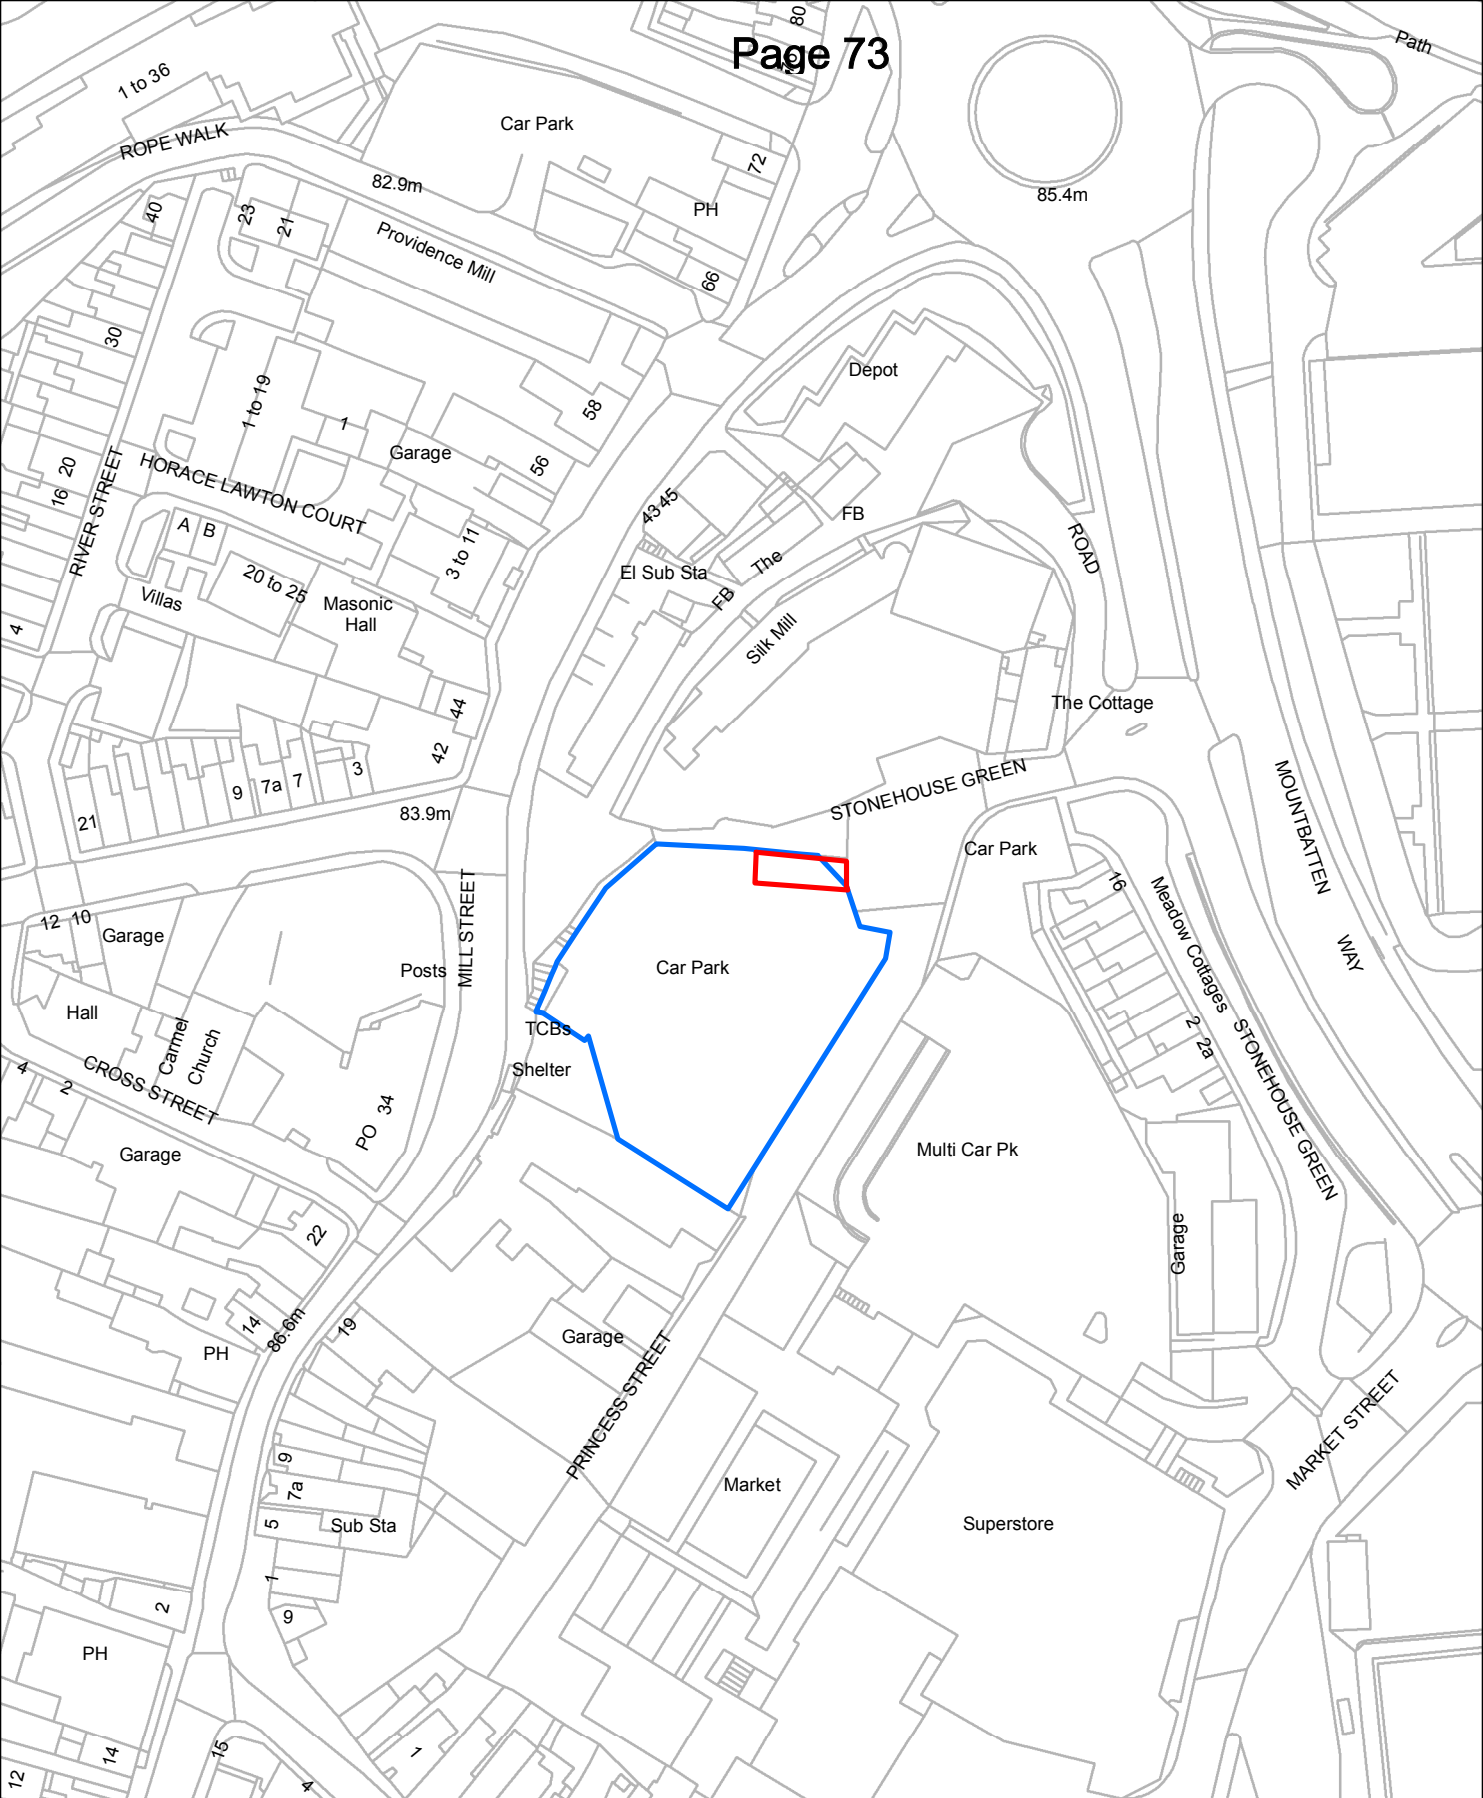 80
Page 73
Path
1 to 36
Car Park
ROPE WALK
72
82.9m
85.4m
PH
40
23
21
Providence Mill
66
30
Depot
1 to 19
1
58
Garage
56
20
16
HORACE LAWTON COURT
RIVER STREET
43 45
FB
A
B
ROAD
3 to 11
The
El Sub Sta
20 to 25
FB
Villas
Masonic
Hall
4
Silk Mill
The Cottage
44
42
3
7
7a
9
STONEHOUSE GREEN
21
83.9m
MOUNTBATTEN
WAY
Car Park
16
Meadow Cottages
12
10
Garage
MILL STREET
Posts
Car Park
Hall
TCBs
Carmel
Church
2
2a
STONEHOUSE GREEN
Shelter
CROSS STREET
4
2
34
PO
Garage
Multi Car Pk
22
Garage
14
86.6m
19
PH
Garage
PRINCESS STREET
MARKET STREET
9
7a
Market
5
Sub Sta
Superstore
1
2
9
PH
15
14
1
12
4